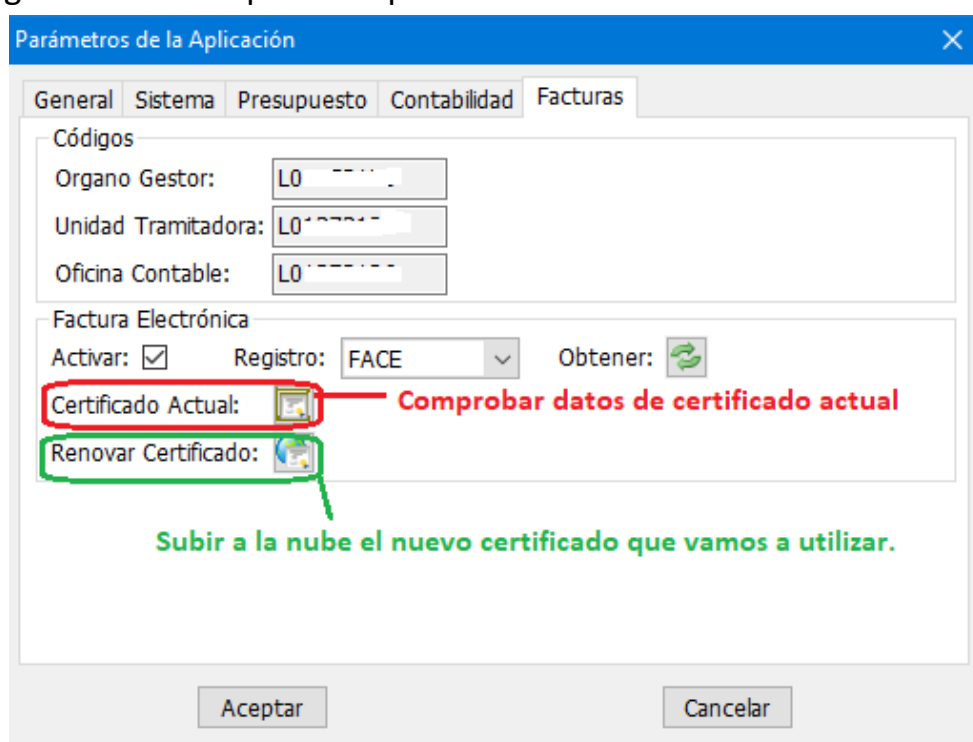 Parámetros de la Aplicación
General Sistema Presupuesto Contabilidad Facturas
Códigos
Organo Gestor: L0
Unidad Tramitadora:
Oficina Contable: L0
Factura Electrónica
Activar: Registro: FACE Obtener:
Certificado Actual: Comprobar datos de certificado actual
Renovar Certificado:
Subir a la nube el nuevo certificado que vamos a utilizar.
Aceptar Cancelar